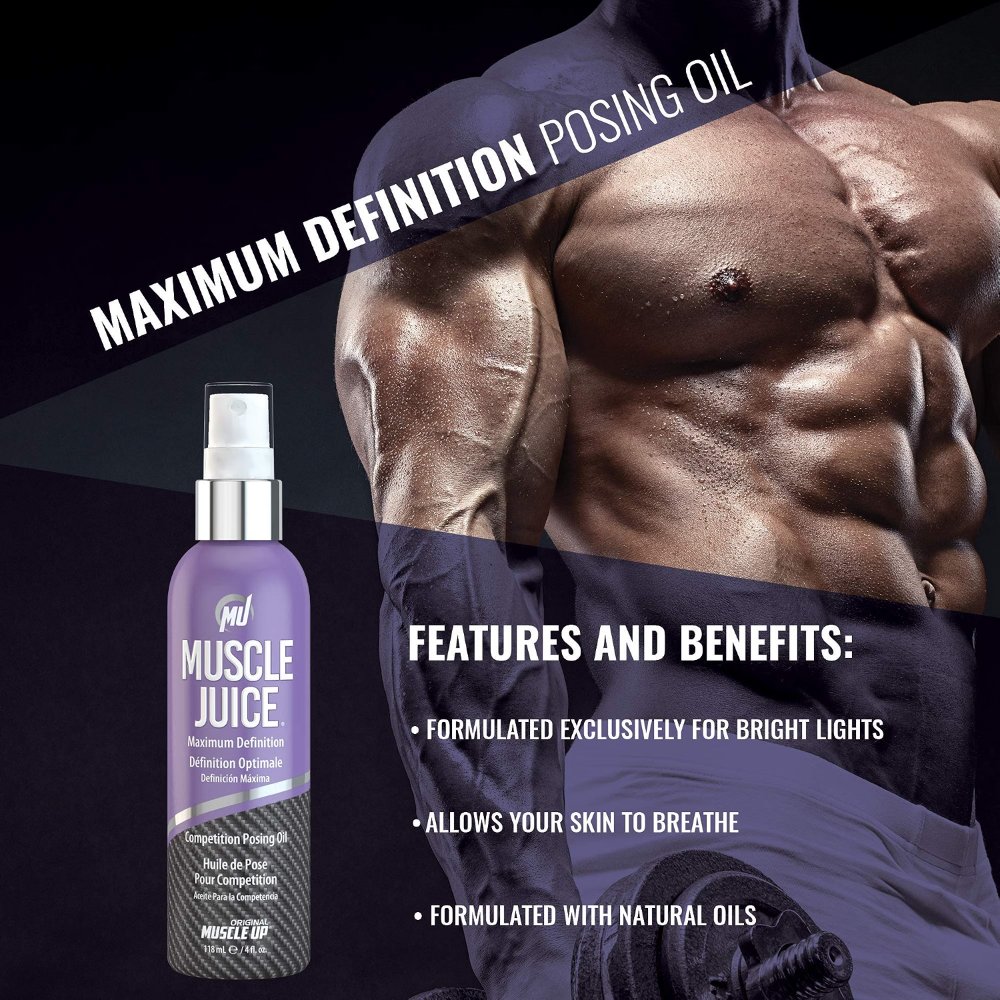 MAXIMUM DEFINITION POSING OIL
MU
MUSCLE
JUICE®
Maximum Definition
Définition Optimale
Definición Máxima
Competition Posing Oil
Huile de Pose
Pour Compétition
Aceite Para la Competencia
ORIGINAL
MUSCLE UP
118 mL ℮ / 4 fl. oz.
FEATURES AND BENEFITS:
• FORMULATED EXCLUSIVELY FOR BRIGHT LIGHTS
• ALLOWS YOUR SKIN TO BREATHE
• FORMULATED WITH NATURAL OILS